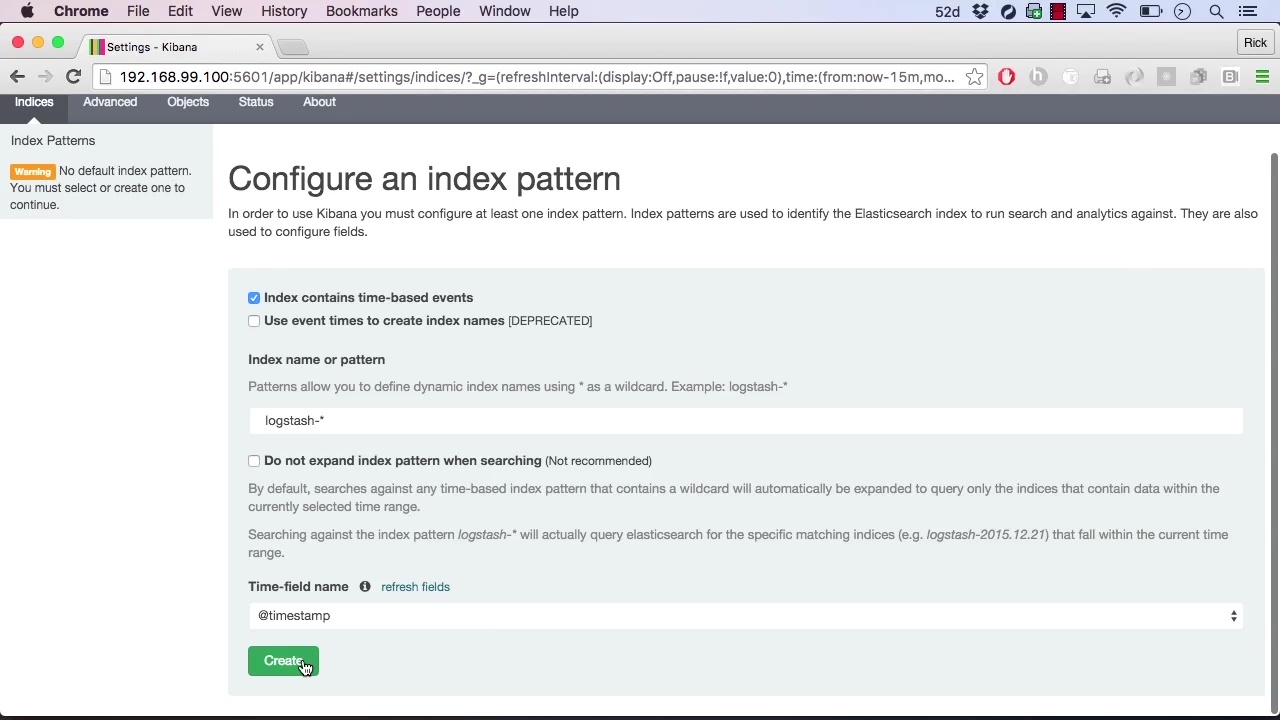 Chrome File Edit View History Bookmarks People Window Help 52d
Settings - Kibana Rick
192.168.99.100:5601/app/kibana#/settings/indices/?_g=(refreshInterval:(display:Off,pause:!f,value:0),time:(from:now-15m,mo...
Indices Advanced Objects Status About
Index Patterns
Warning No default index pattern.
You must select or create one to
continue.
Configure an index pattern
In order to use Kibana you must configure at least one index pattern. Index patterns are used to identify the Elasticsearch index to run search and analytics against. They are also
used to configure fields.
Index contains time-based events
Use event times to create index names [DEPRECATED]
Index name or pattern
Patterns allow you to define dynamic index names using * as a wildcard. Example: logstash-*
logstash-*
Do not expand index pattern when searching (Not recommended)
By default, searches against any time-based index pattern that contains a wildcard will automatically be expanded to query only the indices that contain data within the
currently selected time range.
Searching against the index pattern logstash-* will actually query elasticsearch for the specific matching indices (e.g. logstash-2015.12.21) that fall within the current time
range.
Time-field name refresh fields
@timestamp
Create